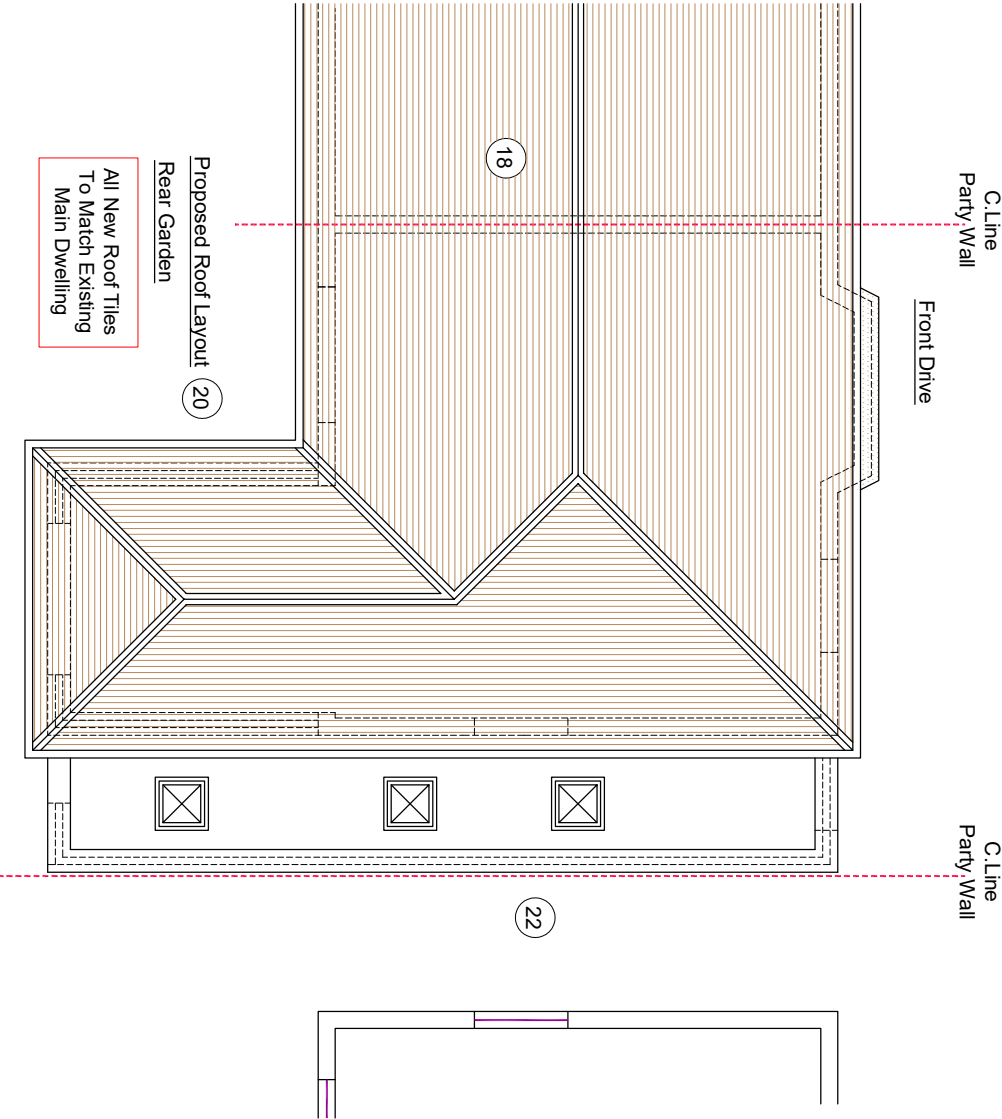 C.Line
Party Wall
Front Drive
C.Line
Party Wall
18
Proposed Roof Layout
20
Rear Garden
All New Roof Tiles
To Match Existing
Main Dwelling
22